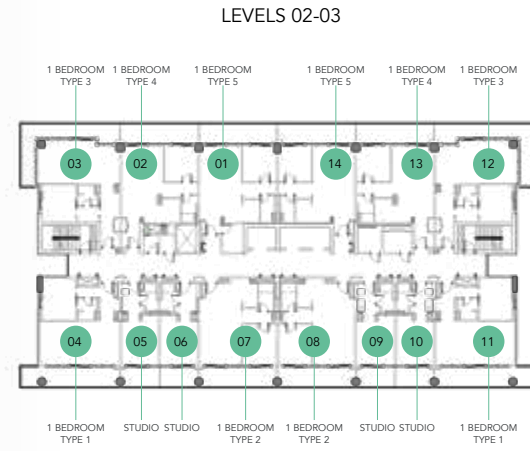 LEVELS 02-03
1 BEDROOM 1 BEDROOM 1 BEDROOM 1 BEDROOM 1 BEDROOM 1 BEDROOM
TYPE 3 TYPE 4 TYPE 5 TYPE 5 TYPE 4 TYPE 3
03 02 01 14 13 12
04 05 06 07 08 09 10 11
1 BEDROOM STUDIO STUDIO 1 BEDROOM 1 BEDROOM STUDIO STUDIO 1 BEDROOM
TYPE 1 TYPE 2 TYPE 2 TYPE 1